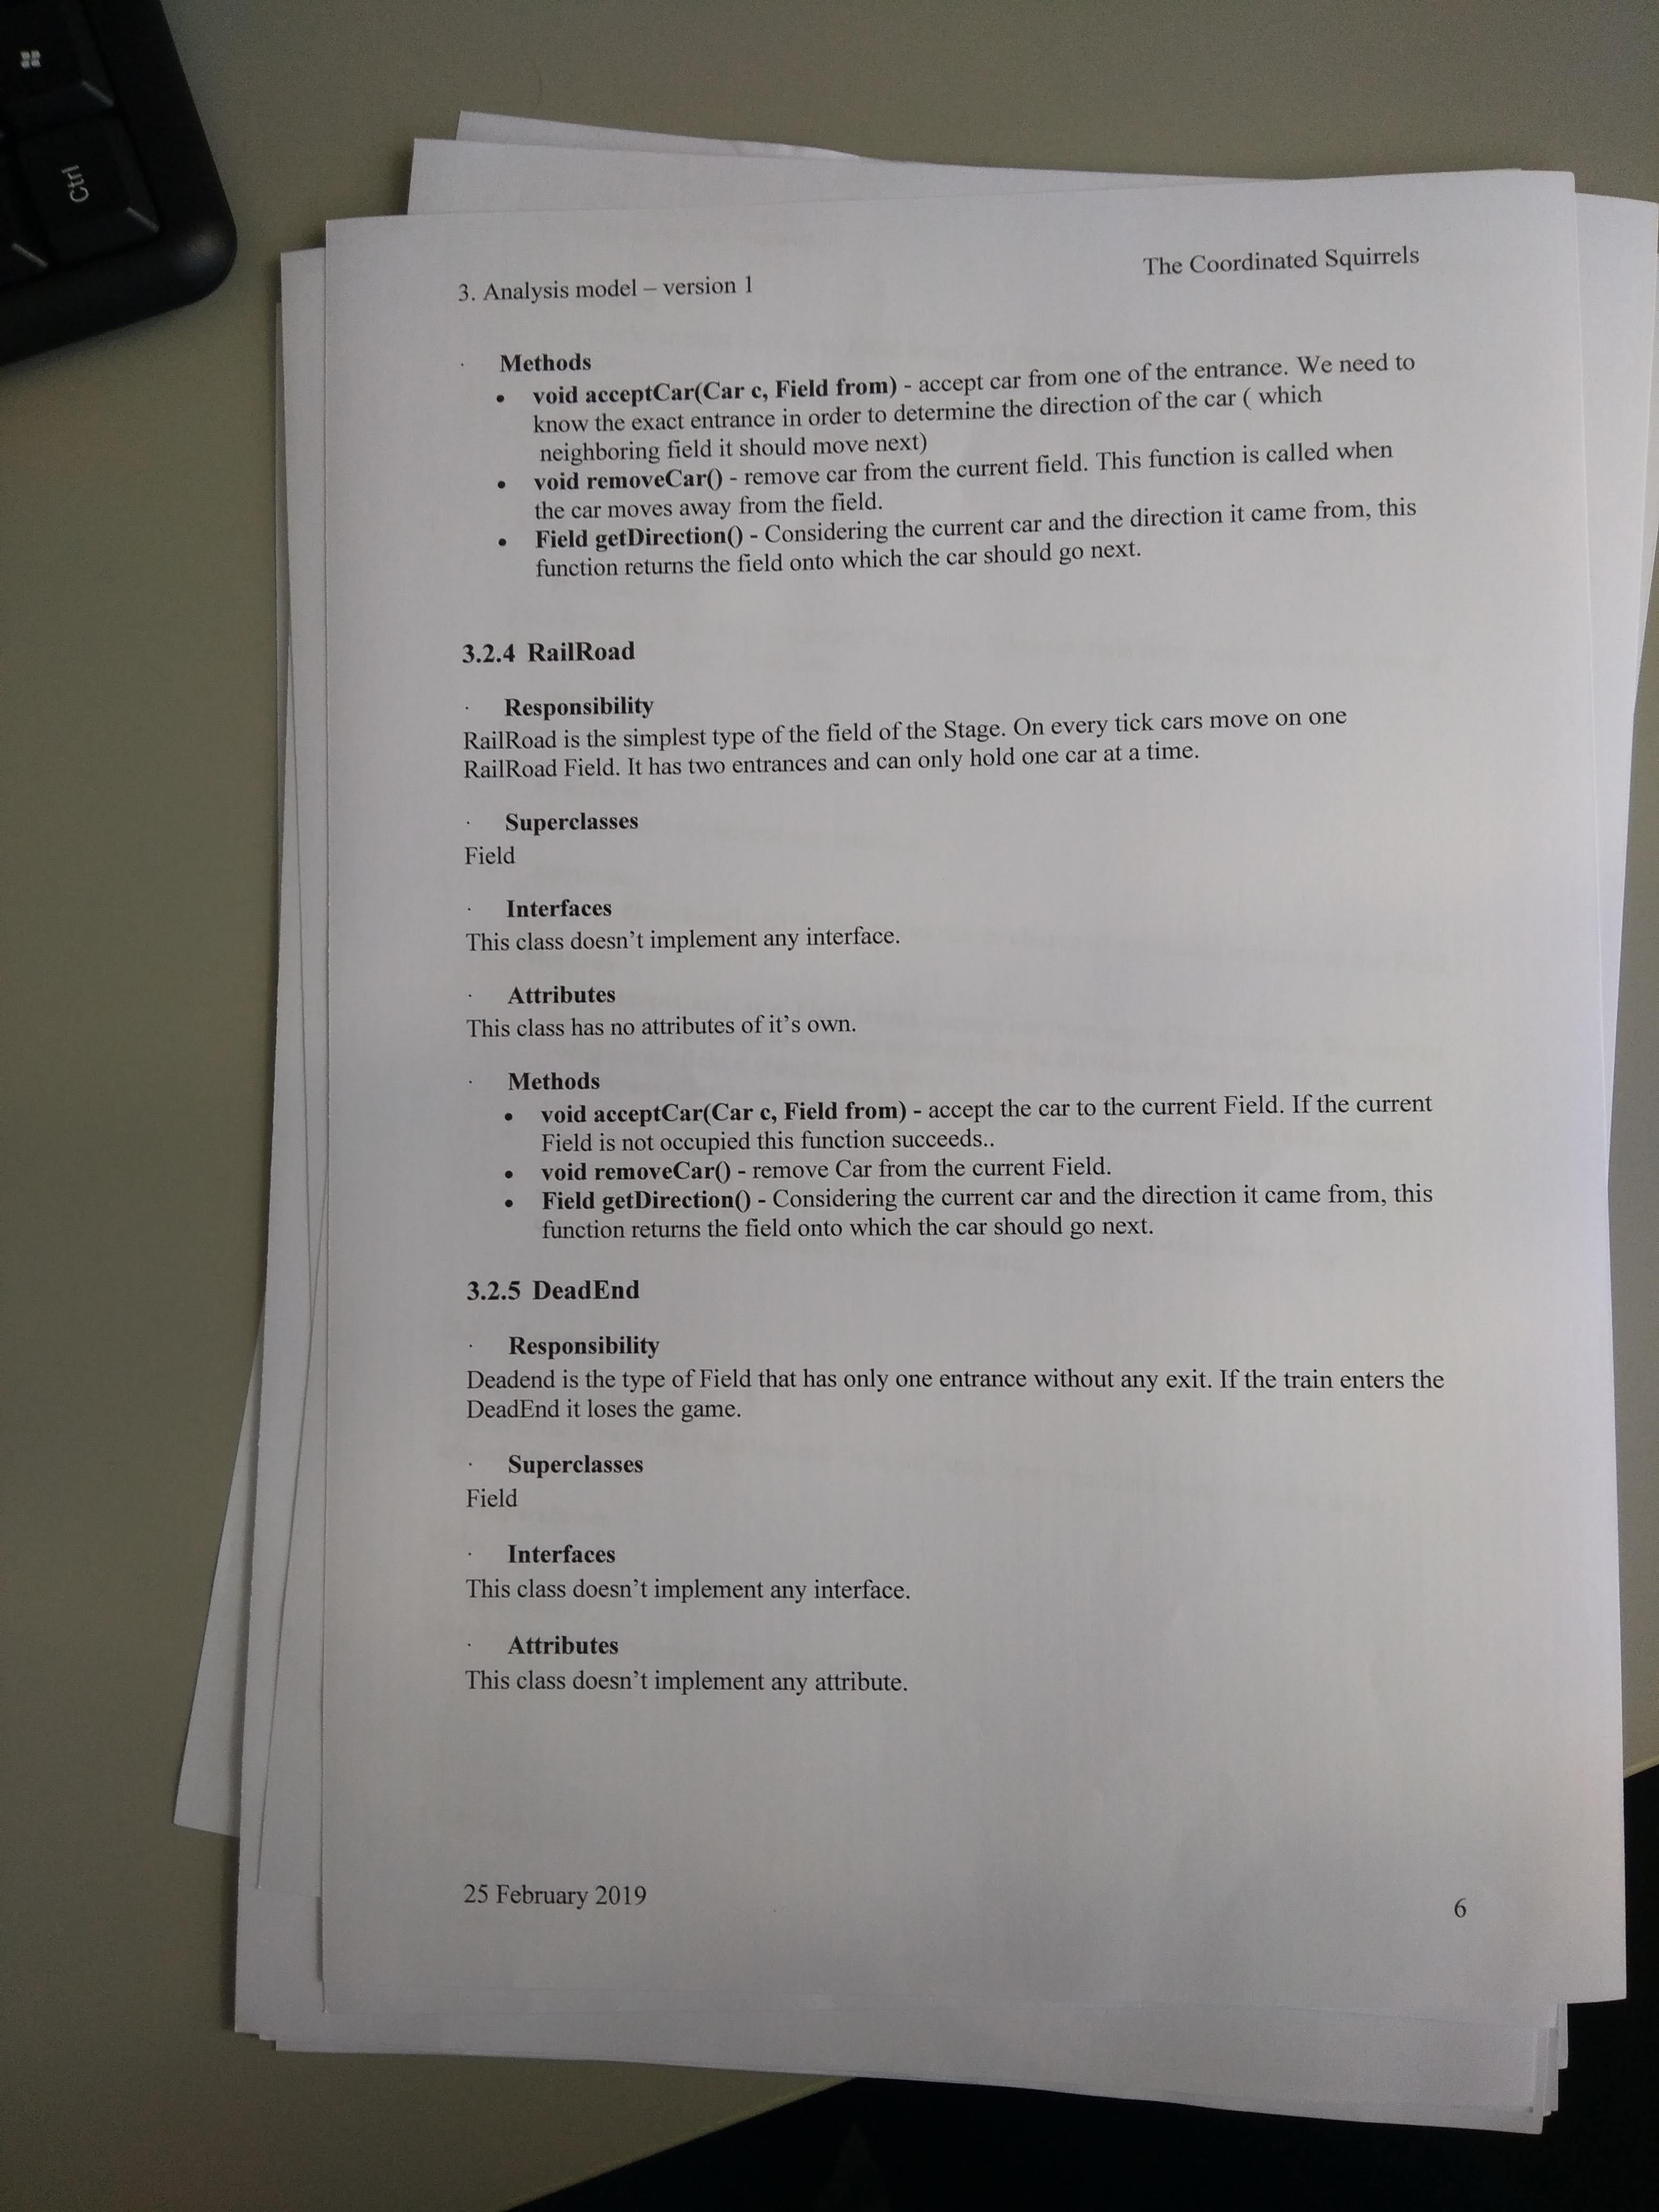 Ctrl
The Coordinated Squirrels
3. Analysis model – version 1
· Methods
• void acceptCar(Car c, Field from) - accept car from one of the entrance. We need to
know the exact entrance in order to determine the direction of the car ( which
neighboring field it should move next)
• void removeCar() - remove car from the current field. This function is called when
the car moves away from the field.
• Field getDirection() - Considering the current car and the direction it came from, this
function returns the field onto which the car should go next.
3.2.4 RailRoad
· Responsibility
RailRoad is the simplest type of the field of the Stage. On every tick cars move on one
RailRoad Field. It has two entrances and can only hold one car at a time.
· Superclasses
Field
· Interfaces
This class doesn’t implement any interface.
· Attributes
This class has no attributes of it’s own.
· Methods
• void acceptCar(Car c, Field from) - accept the car to the current Field. If the current
Field is not occupied this function succeeds..
• void removeCar() - remove Car from the current Field.
• Field getDirection() - Considering the current car and the direction it came from, this
function returns the field onto which the car should go next.
3.2.5 DeadEnd
· Responsibility
Deadend is the type of Field that has only one entrance without any exit. If the train enters the
DeadEnd it loses the game.
· Superclasses
Field
· Interfaces
This class doesn’t implement any interface.
· Attributes
This class doesn’t implement any attribute.
25 February 2019
6